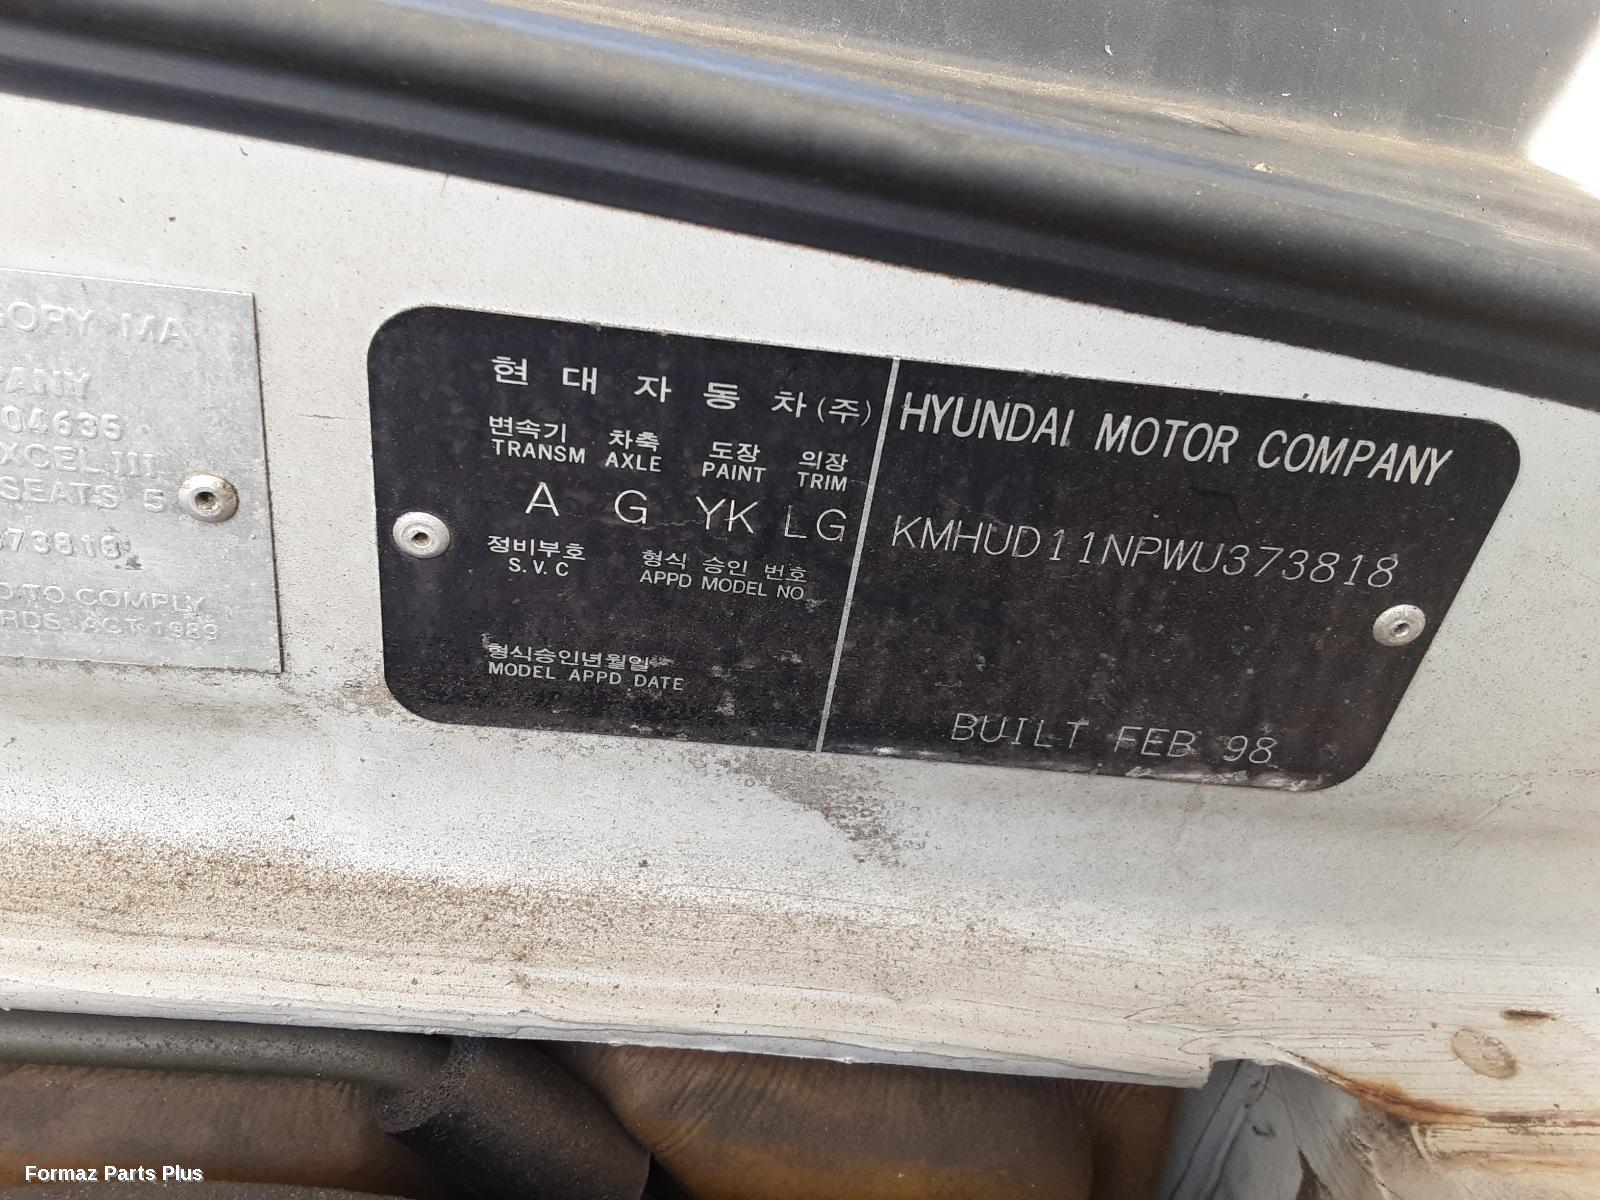 GORY MA
PANY
04635
XCEL III
SEATS 5
373818
D TO COMPLY
RDS ACT 1989
현대자동차(주)
변속기 차축 도장 의장
TRANSM AXLE PAINT TRIM
A G YK LG
정비부호 형식 승인 번호
S.V.C APPD MODEL NO
형식승인년월일
MODEL APPD DATE
HYUNDAI MOTOR COMPANY
KMHUD11NPWU373818
BUILT FEB 98
Formaz Parts Plus